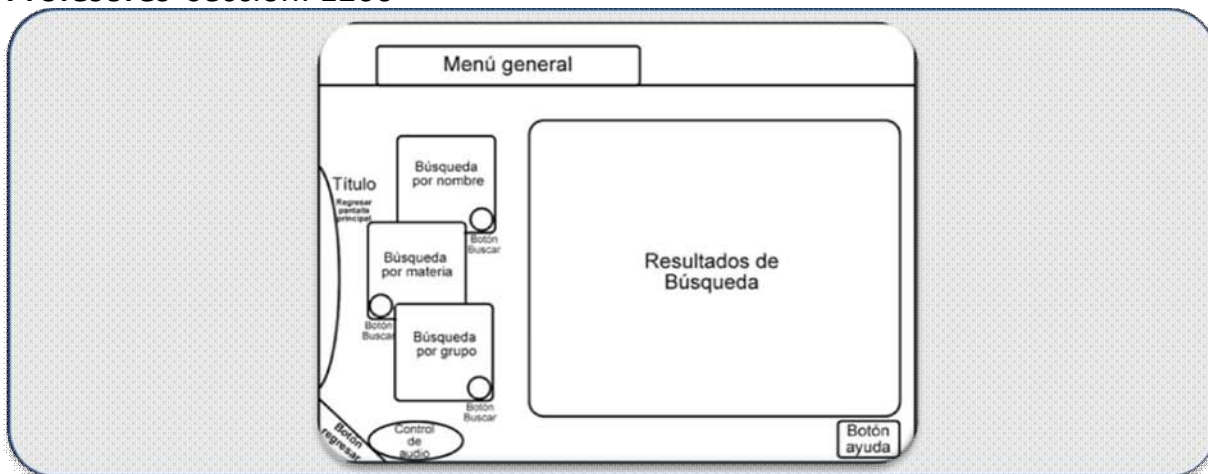 Menú general
Búsqueda
por nombre
Título
Regresar
pantalla
principal
Botón
Buscar
Búsqueda
por materia
Botón
Buscar
Búsqueda
por grupo
Botón
Buscar
Resultados de
Búsqueda
Botón
regresar
Control
de
audio
Botón
ayuda